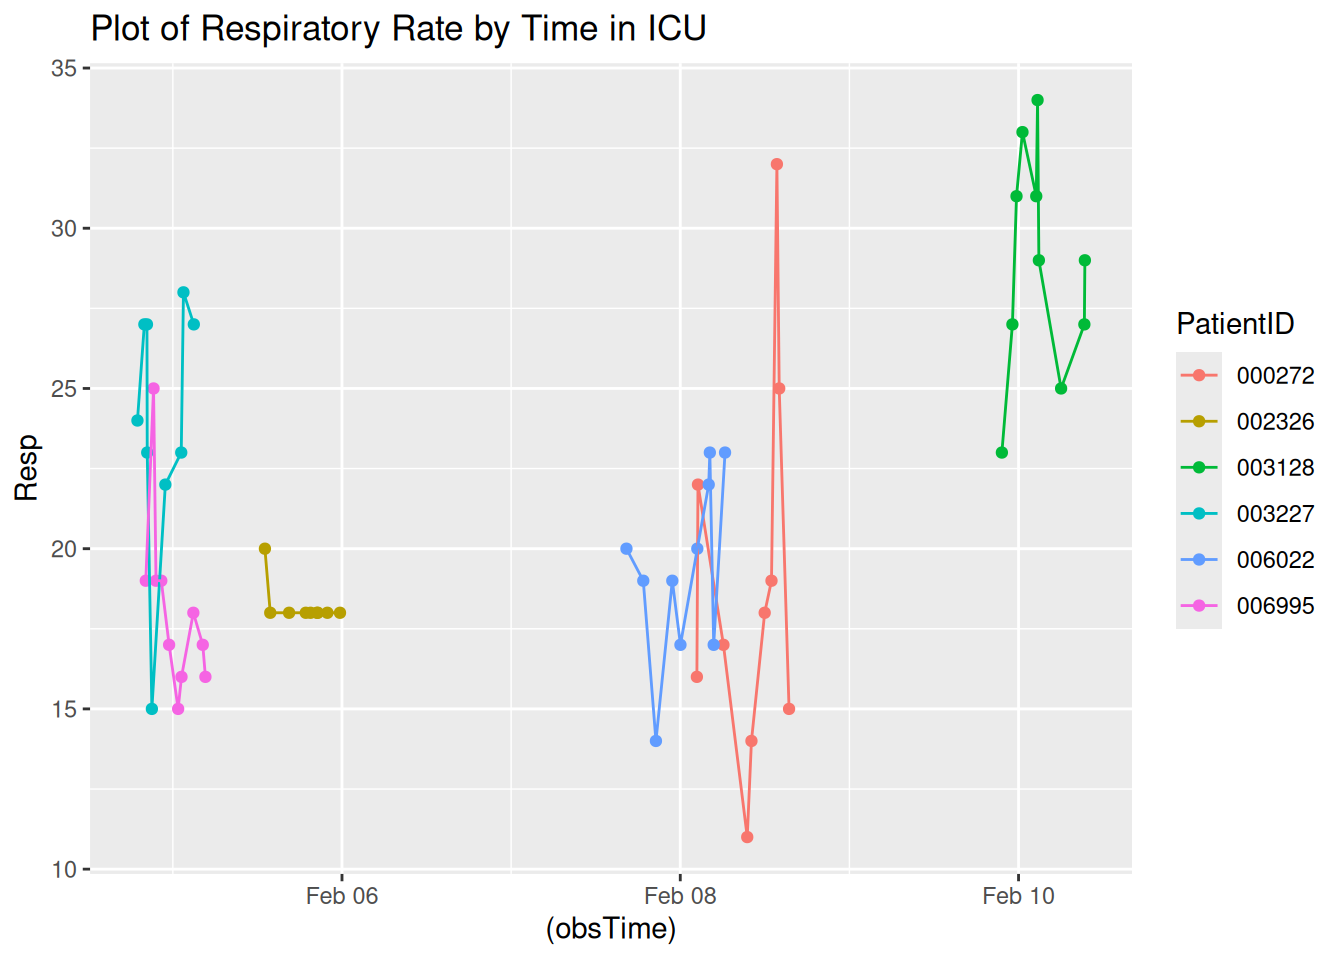 Plot of Respiratory Rate by Time in ICU
35
30
25
20
15
10
Resp
Feb 06
Feb 08
Feb 10
(obsTime)
PatientID
000272
002326
003128
003227
006022
006995